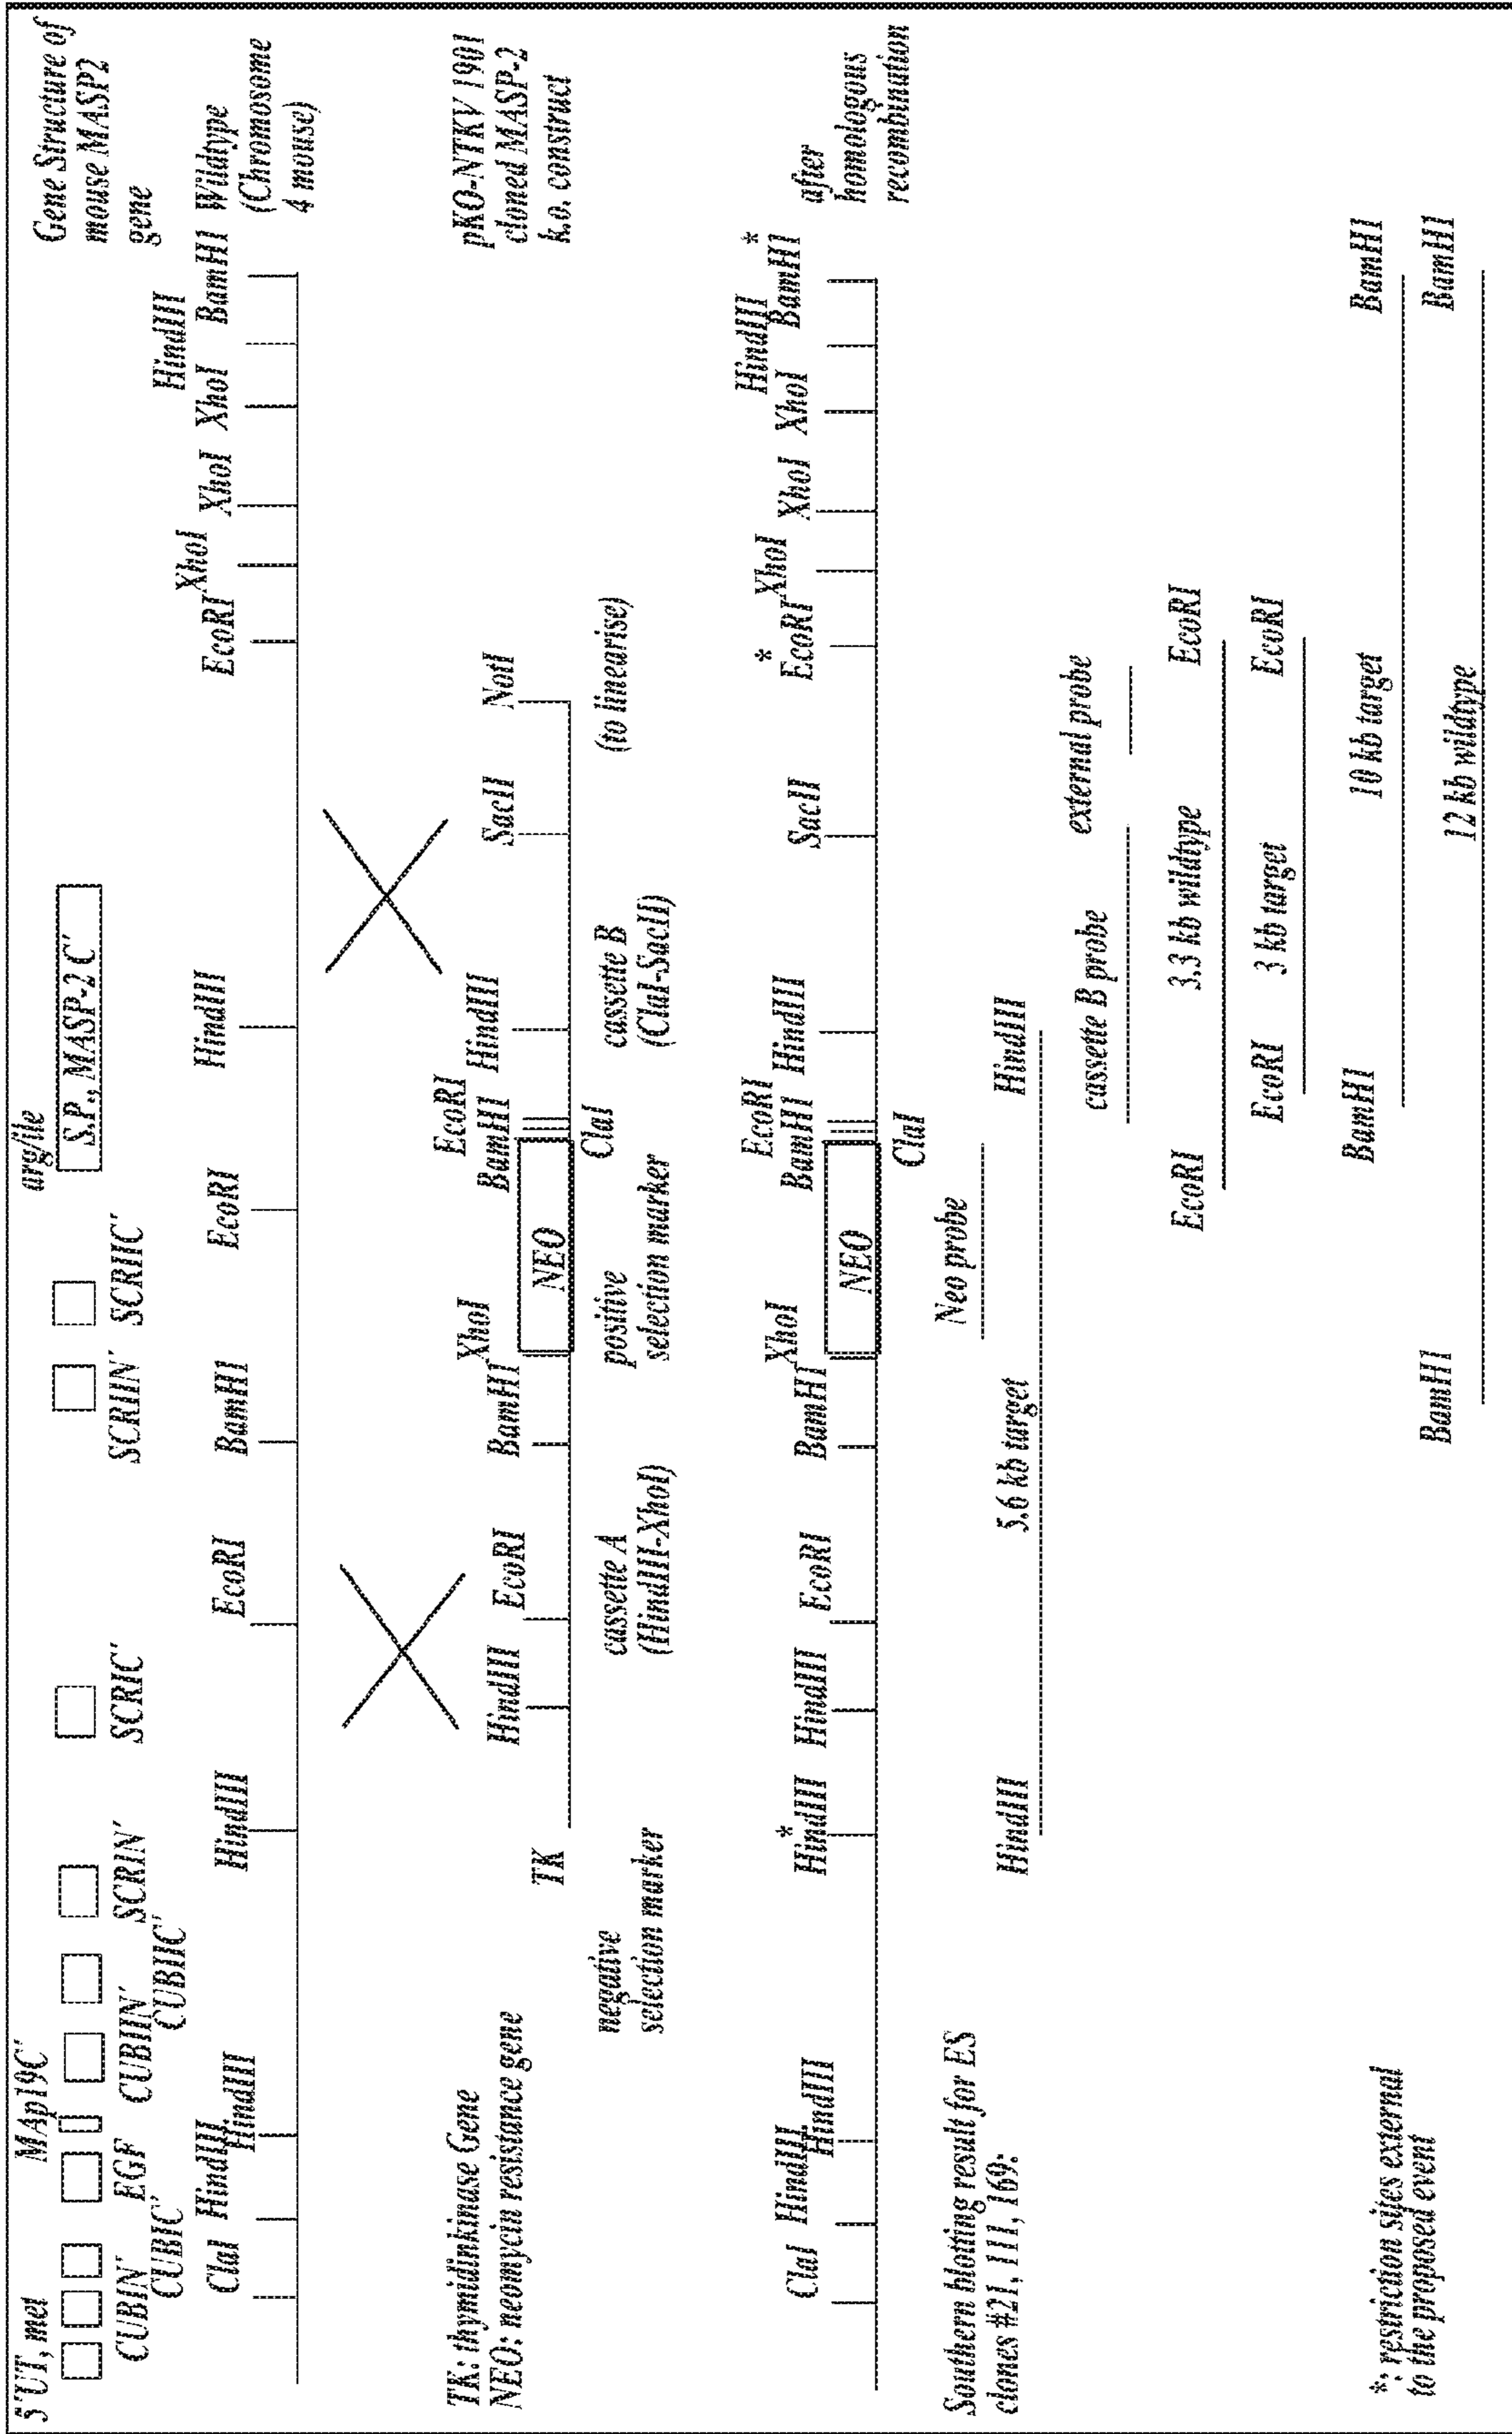 Gene Structure of
mouse MASP2
gene
5'UT, met
MAp19C'
arg/ile
S.P., MASP-2 C'
CUBIN'
CUBIC'
EGF
CUBIIN'
CUBIIC'
SCRIN'
SCRIC'
SCRIIN'
SCRIIC'
Wildtype
(Chromosome
4 mouse)
ClaI
HindIII
HindIII
HindIII
EcoRI
BamHI
EcoRI
HindIII
EcoRI
XhoI
XhoI
XhoI
HindIII
BamHI
pKO-NTKV 1901
cloned MASP-2
k.o. construct
TK: thymidinkinase Gene
NEO: neomycin resistance gene
TK
HindIII
EcoRI
BamHI
XhoI
NEO
BamHI
EcoRI
ClaI
HindIII
SacII
NotI
negative
selection marker
cassette A
(HindIII-XhoI)
positive
selection marker
cassette B
(ClaI-SacII)
(to linearise)
after
homologous
recombination
ClaI
HindIII
HindIII
*
HindIII
HindIII
EcoRI
BamHI
XhoI
NEO
BamHI
EcoRI
ClaI
HindIII
SacII
*
EcoRI
XhoI
XhoI
XhoI
HindIII
BamHI
*
Southern blotting result for ES
clones #21, 111, 169:
Neo probe
HindIII
5.6 kb target
HindIII
cassette B probe
external probe
EcoRI
3.3 kb wildtype
EcoRI
EcoRI
3 kb target
EcoRI
BamHI
10 kb target
BamHI
BamHI
12 kb wildtype
BamHI
*, restriction sites external
to the proposed event